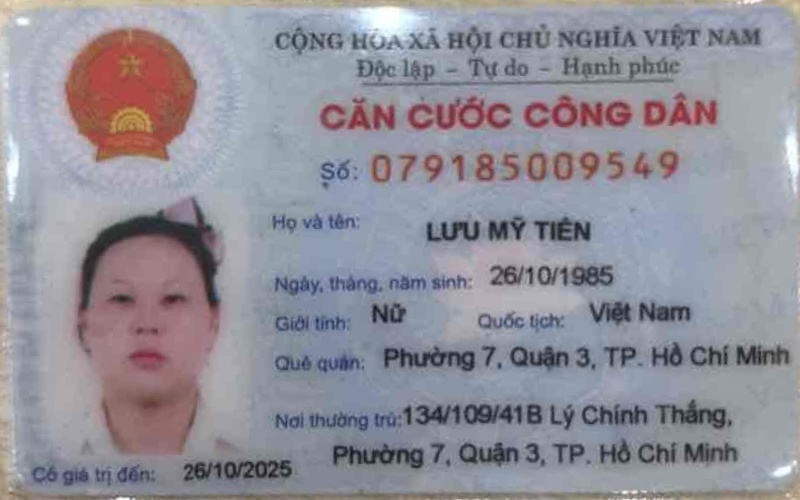 CỘNG HÒA XÃ HỘI CHỦ NGHĨA VIỆT NAM
Độc lập – Tự do – Hạnh phúc
CĂN CƯỚC CÔNG DÂN
Số: 079185009549
Họ và tên: LƯU MỸ TIÊN
Ngày, tháng, năm sinh: 26/10/1985
Giới tính: Nữ Quốc tịch: Việt Nam
Quê quán: Phường 7, Quận 3, TP. Hồ Chí Minh
Nơi thường trú: 134/109/41B Lý Chính Thắng,
Phường 7, Quận 3, TP. Hồ Chí Minh
Có giá trị đến: 26/10/2025